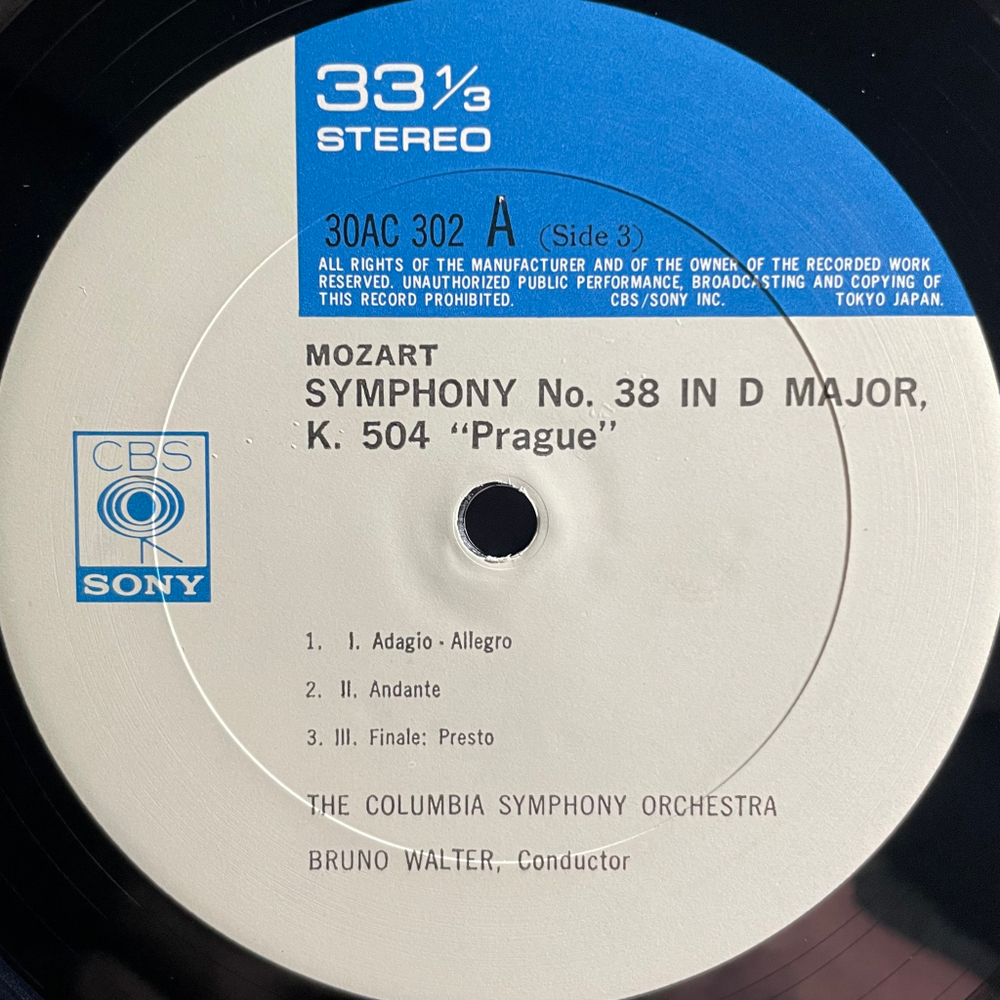 33 1/3
STEREO
30AC 302 A (Side 3)
ALL RIGHTS OF THE MANUFACTURER AND OF THE OWNER OF THE RECORDED WORK
RESERVED. UNAUTHORIZED PUBLIC PERFORMANCE, BROADCASTING AND COPYING OF
THIS RECORD PROHIBITED. CBS/SONY INC. TOKYO JAPAN.
MOZART
SYMPHONY No. 38 IN D MAJOR,
K. 504 “Prague”
CBS
SONY
1. I. Adagio - Allegro
2. II. Andante
3. III. Finale: Presto
THE COLUMBIA SYMPHONY ORCHESTRA
BRUNO WALTER, Conductor